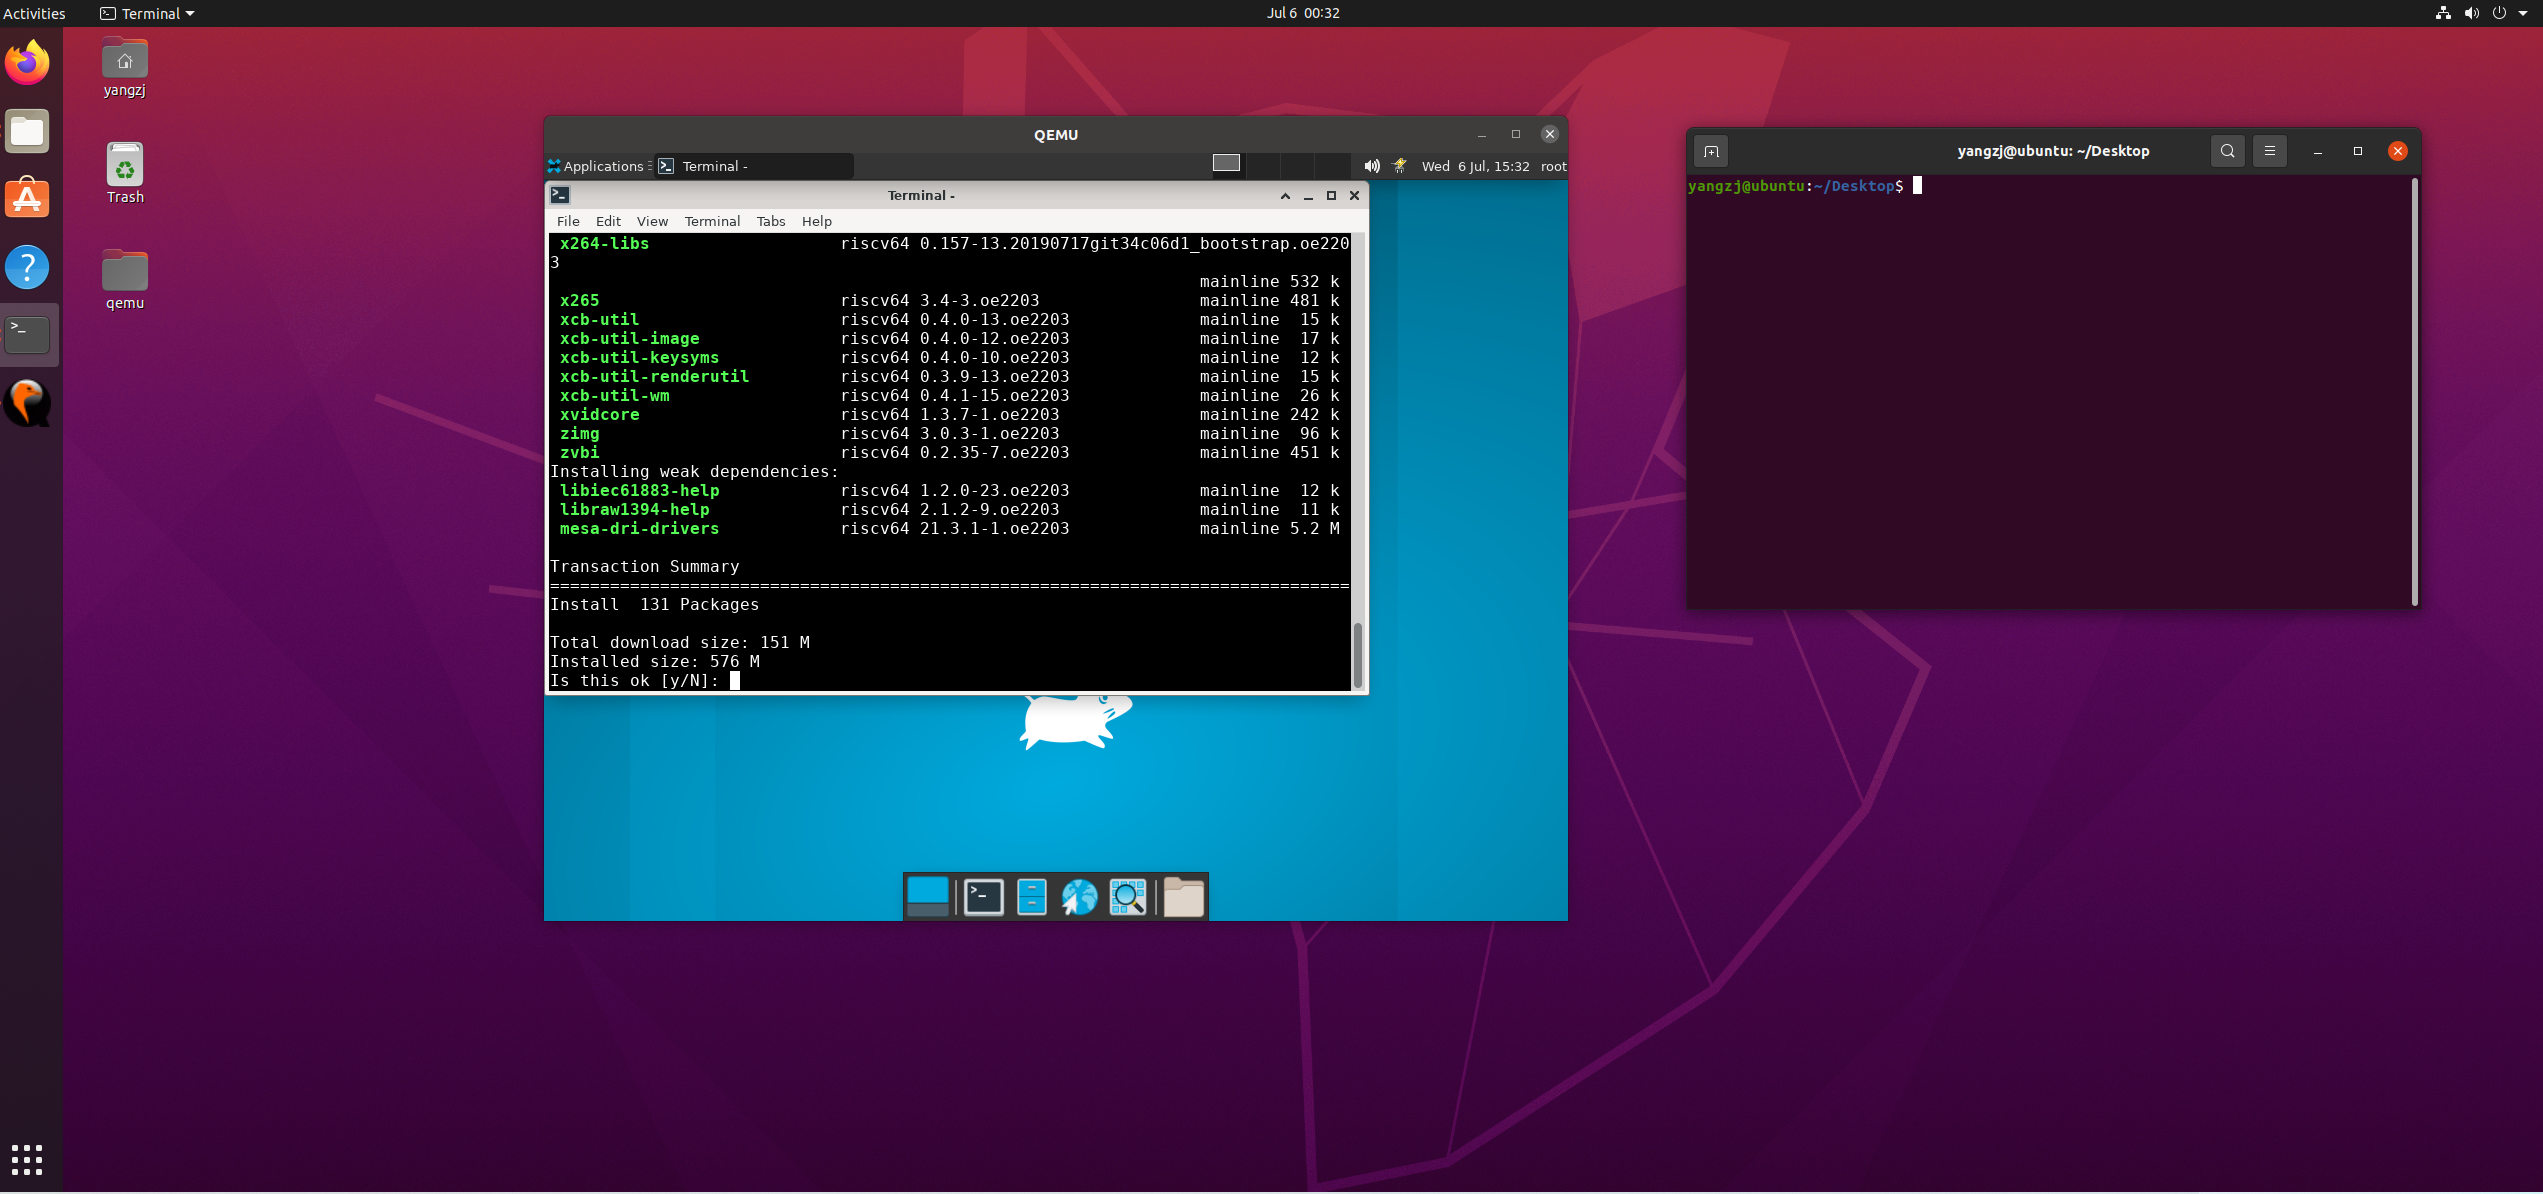 Activities
Terminal
Jul 6 00:32
yangzj
Trash
qemu
QEMU
Applications
Terminal -
Wed 6 Jul, 15:32 root
Terminal -
File Edit View Terminal Tabs Help
x264-libs riscv64 0.157-13.20190717git34c06d1_bootstrap.oe220
3
mainline 532 k
x265 riscv64 3.4-3.oe2203 mainline 481 k
xcb-util riscv64 0.4.0-13.oe2203 mainline 15 k
xcb-util-image riscv64 0.4.0-12.oe2203 mainline 17 k
xcb-util-keysyms riscv64 0.4.0-10.oe2203 mainline 12 k
xcb-util-renderutil riscv64 0.3.9-13.oe2203 mainline 15 k
xcb-util-wm riscv64 0.4.1-15.oe2203 mainline 26 k
xvidcore riscv64 1.3.7-1.oe2203 mainline 242 k
zimg riscv64 3.0.3-1.oe2203 mainline 96 k
zvbi riscv64 0.2.35-7.oe2203 mainline 451 k
Installing weak dependencies:
libiec61883-help riscv64 1.2.0-23.oe2203 mainline 12 k
libraw1394-help riscv64 2.1.2-9.oe2203 mainline 11 k
mesa-dri-drivers riscv64 21.3.1-1.oe2203 mainline 5.2 M
Transaction Summary
================================================================================
Install 131 Packages
Total download size: 151 M
Installed size: 576 M
Is this ok [y/N]:
yangzj@ubuntu: ~/Desktop
yangzj@ubuntu:~/Desktop$